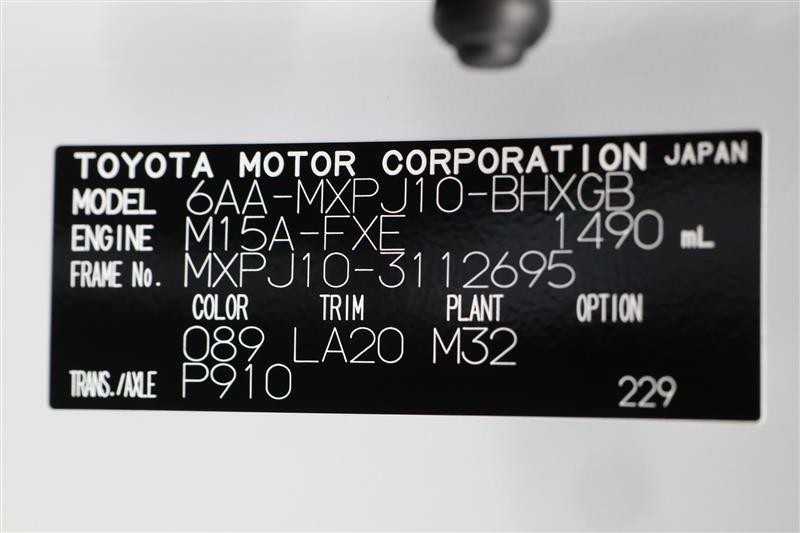 TOYOTA MOTOR CORPORATION JAPAN
MODEL 6AA-MXPJ10-BHXGB
ENGINE M15A-FXE 1490 mL
FRAME No. MXPJ10-3112695
COLOR TRIM PLANT OPTION
089 LA20 M32
TRANS./AXLE P910 229